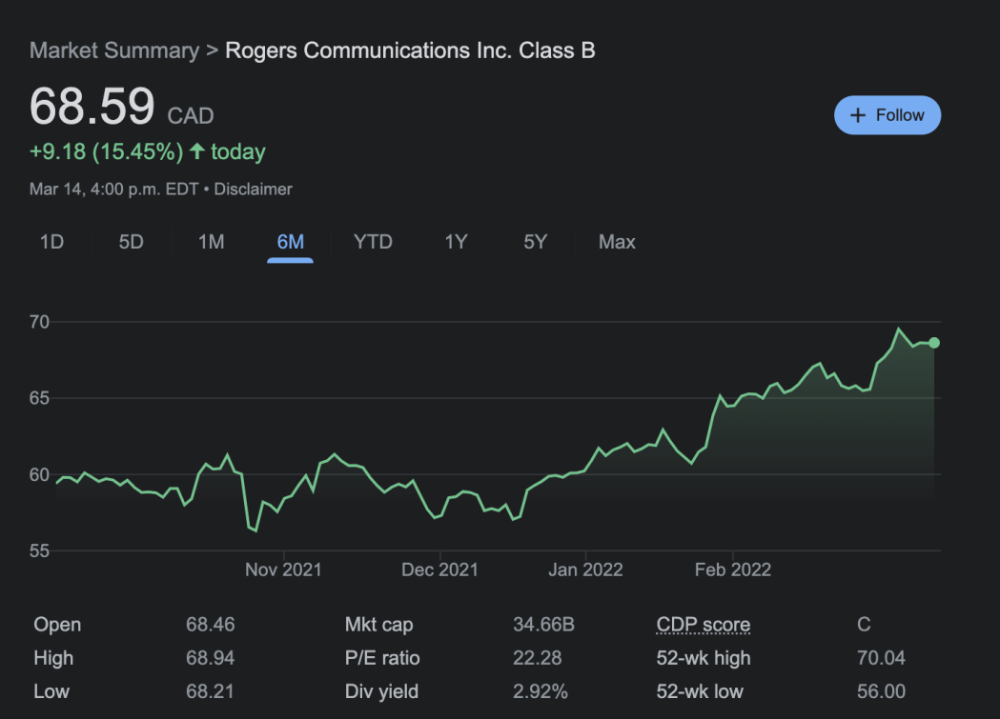 Market Summary > Rogers Communications Inc. Class B
68.59 CAD
+ Follow
+9.18 (15.45%) ↑ today
Mar 14, 4:00 p.m. EDT • Disclaimer
1D 5D 1M 6M YTD 1Y 5Y Max
70
65
60
55
Nov 2021 Dec 2021 Jan 2022 Feb 2022
Open 68.46 Mkt cap 34.66B CDP score C
High 68.94 P/E ratio 22.28 52-wk high 70.04
Low 68.21 Div yield 2.92% 52-wk low 56.00